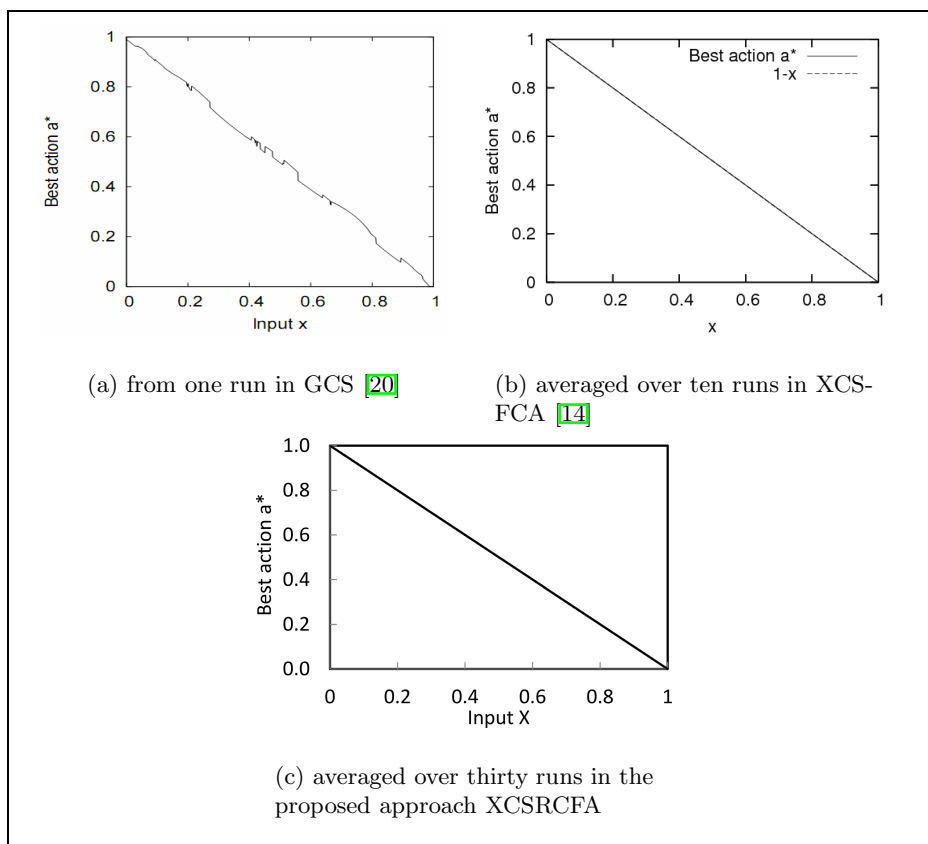 1
0.8
0.6
0.4
0.2
0
Best action a*
0 0.2 0.4 0.6 0.8 1
Input x
(a) from one run in GCS [20]
1
0.8
0.6
0.4
0.2
0
Best action a*
Best action a*
1-x
0 0.2 0.4 0.6 0.8 1
x
(b) averaged over ten runs in XCS-
FCA [14]
1.0
0.8
0.6
0.4
0.2
0.0
Best action a*
0 0.2 0.4 0.6 0.8 1
Input X
(c) averaged over thirty runs in the
proposed approach XCSRCFA